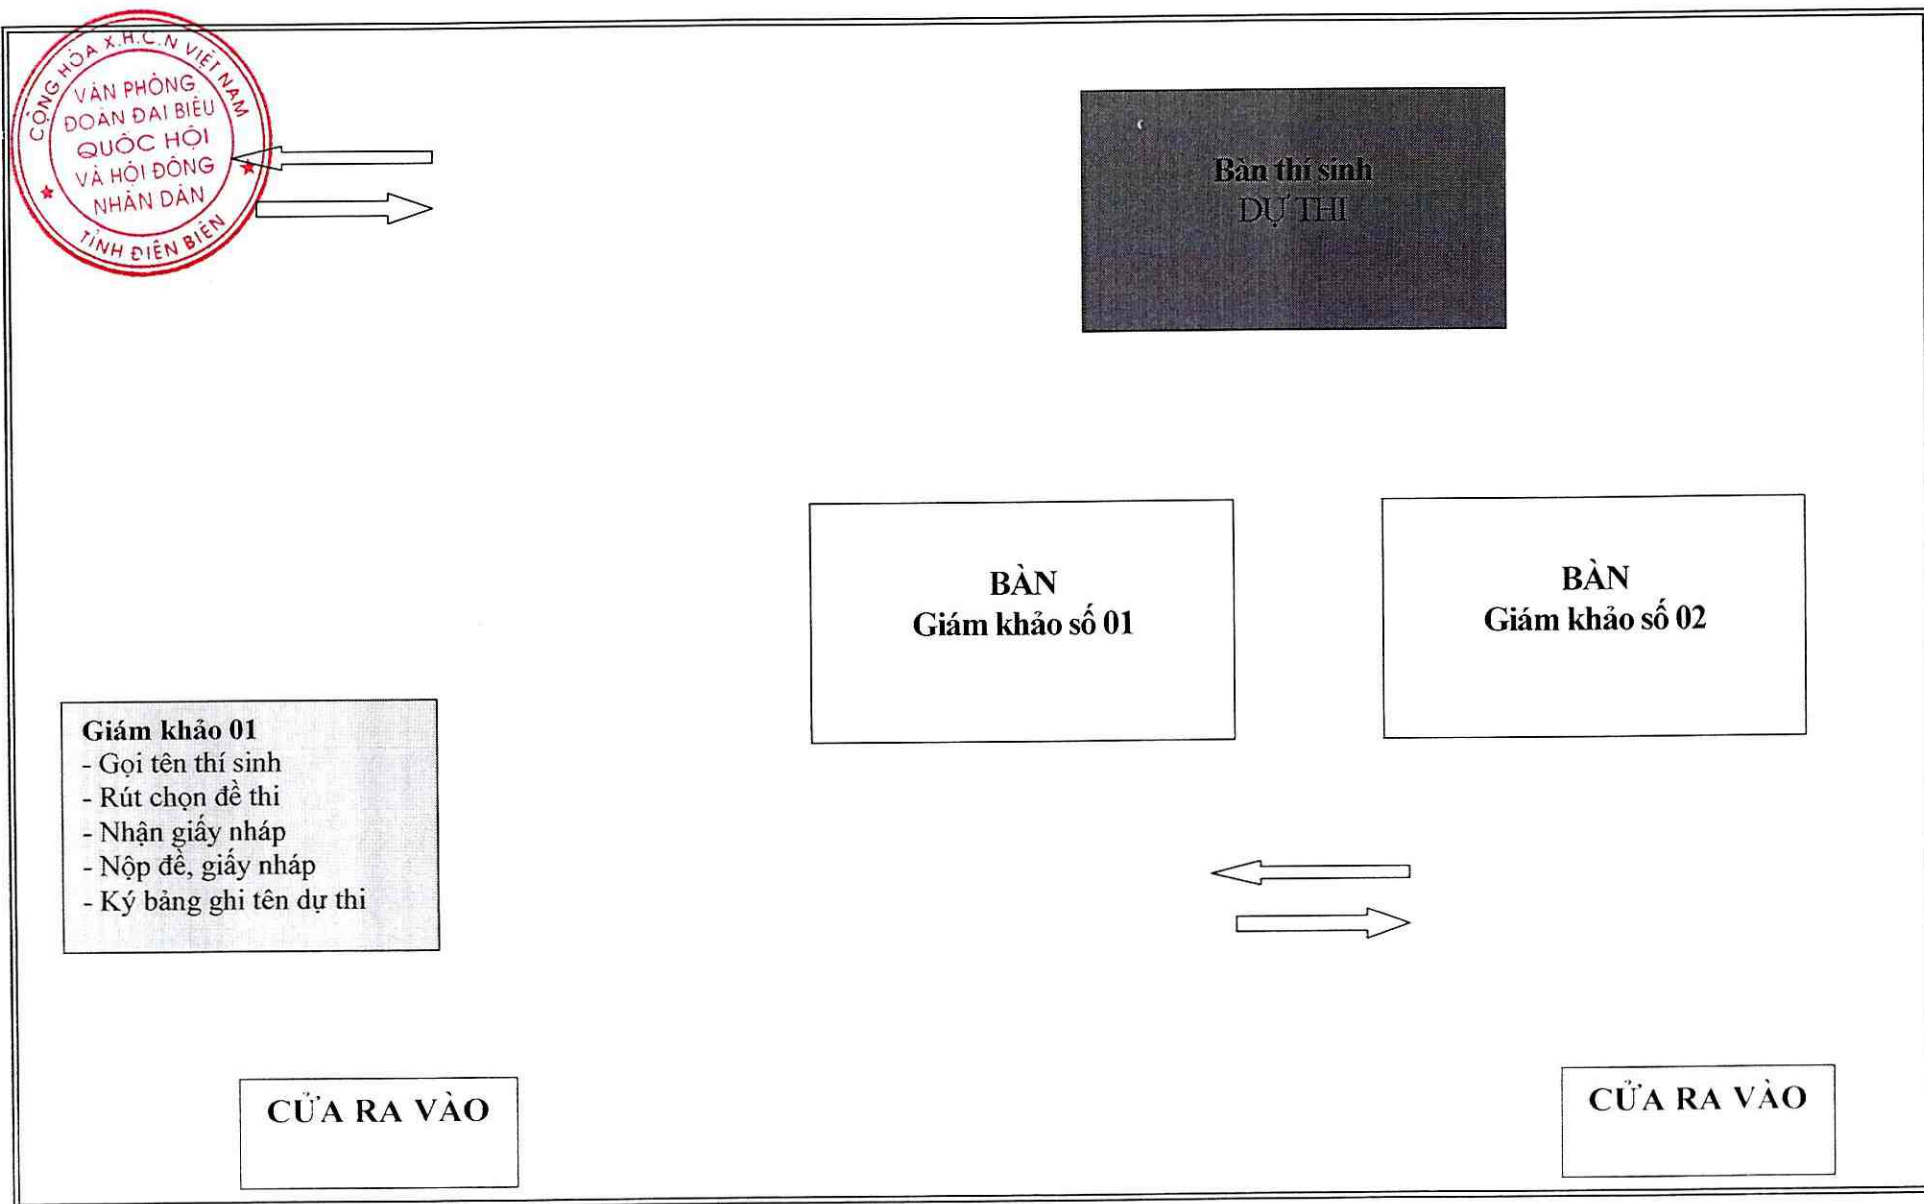 CỘNG HÒA X.H.C.N VIỆT NAM
VĂN PHÒNG
ĐOÀN ĐẠI BIỂU
QUỐC HỘI
VÀ HỘI ĐỒNG
NHÂN DÂN
TỈNH ĐIỆN BIÊN
Bàn thí sinh
DỰ THI
BÀN
Giám khảo số 01
BÀN
Giám khảo số 02
Giám khảo 01
- Gọi tên thí sinh
- Rút chọn đề thi
- Nhận giấy nháp
- Nộp đề, giấy nháp
- Ký bảng ghi tên dự thi
CỬA RA VÀO
CỬA RA VÀO